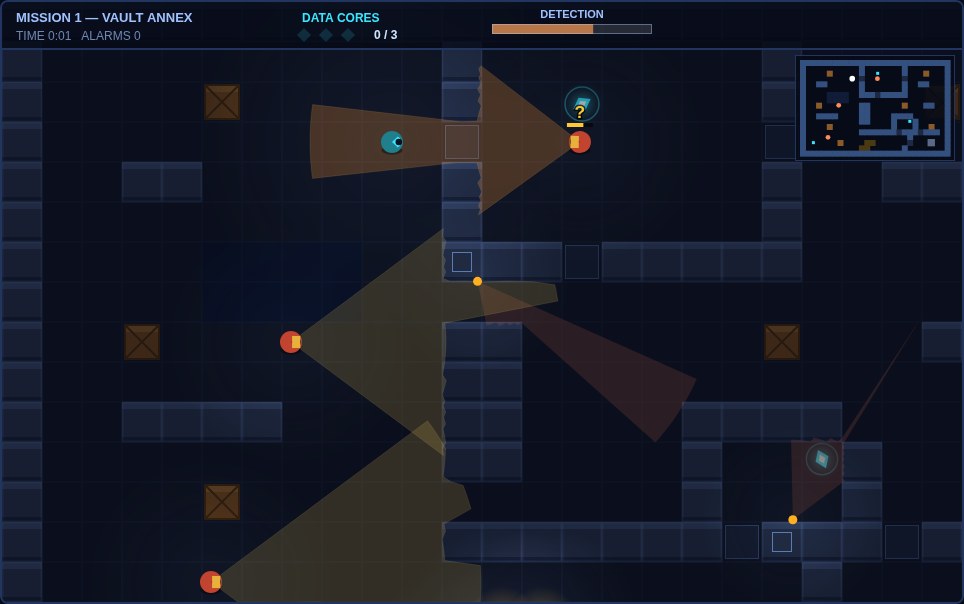 MISSION 1 — VAULT ANNEX
TIME 0:01 ALARMS 0
DATA CORES
0 / 3
DETECTION
?